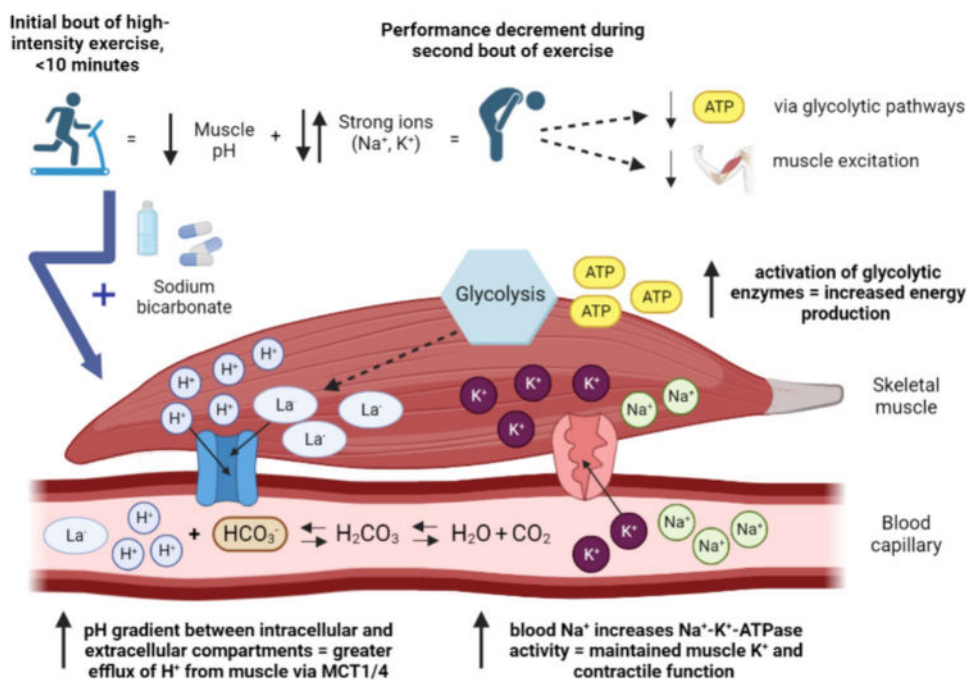 Initial bout of high-
intensity exercise,
<10 minutes
Performance decrement during
second bout of exercise
=
Muscle
pH
+
Strong ions
(Na⁺, K⁺)
=
ATP
via glycolytic pathways
muscle excitation
+
Sodium
bicarbonate
Glycolysis
ATP
ATP
ATP
activation of glycolytic
enzymes = increased energy
production
H⁺
H⁺
H⁺
H⁺
H⁺
La⁻
La⁻
La⁻
K⁺
K⁺
K⁺
K⁺
Na⁺
Na⁺
Skeletal
muscle
La⁻
H⁺
H⁺
H⁺
+ HCO₃⁻ H₂CO₃ H₂O + CO₂
K⁺
K⁺
Na⁺
Na⁺
Na⁺
Blood
capillary
pH gradient between intracellular and
extracellular compartments = greater
efflux of H⁺ from muscle via MCT1/4
blood Na⁺ increases Na⁺-K⁺-ATPase
activity = maintained muscle K⁺ and
contractile function